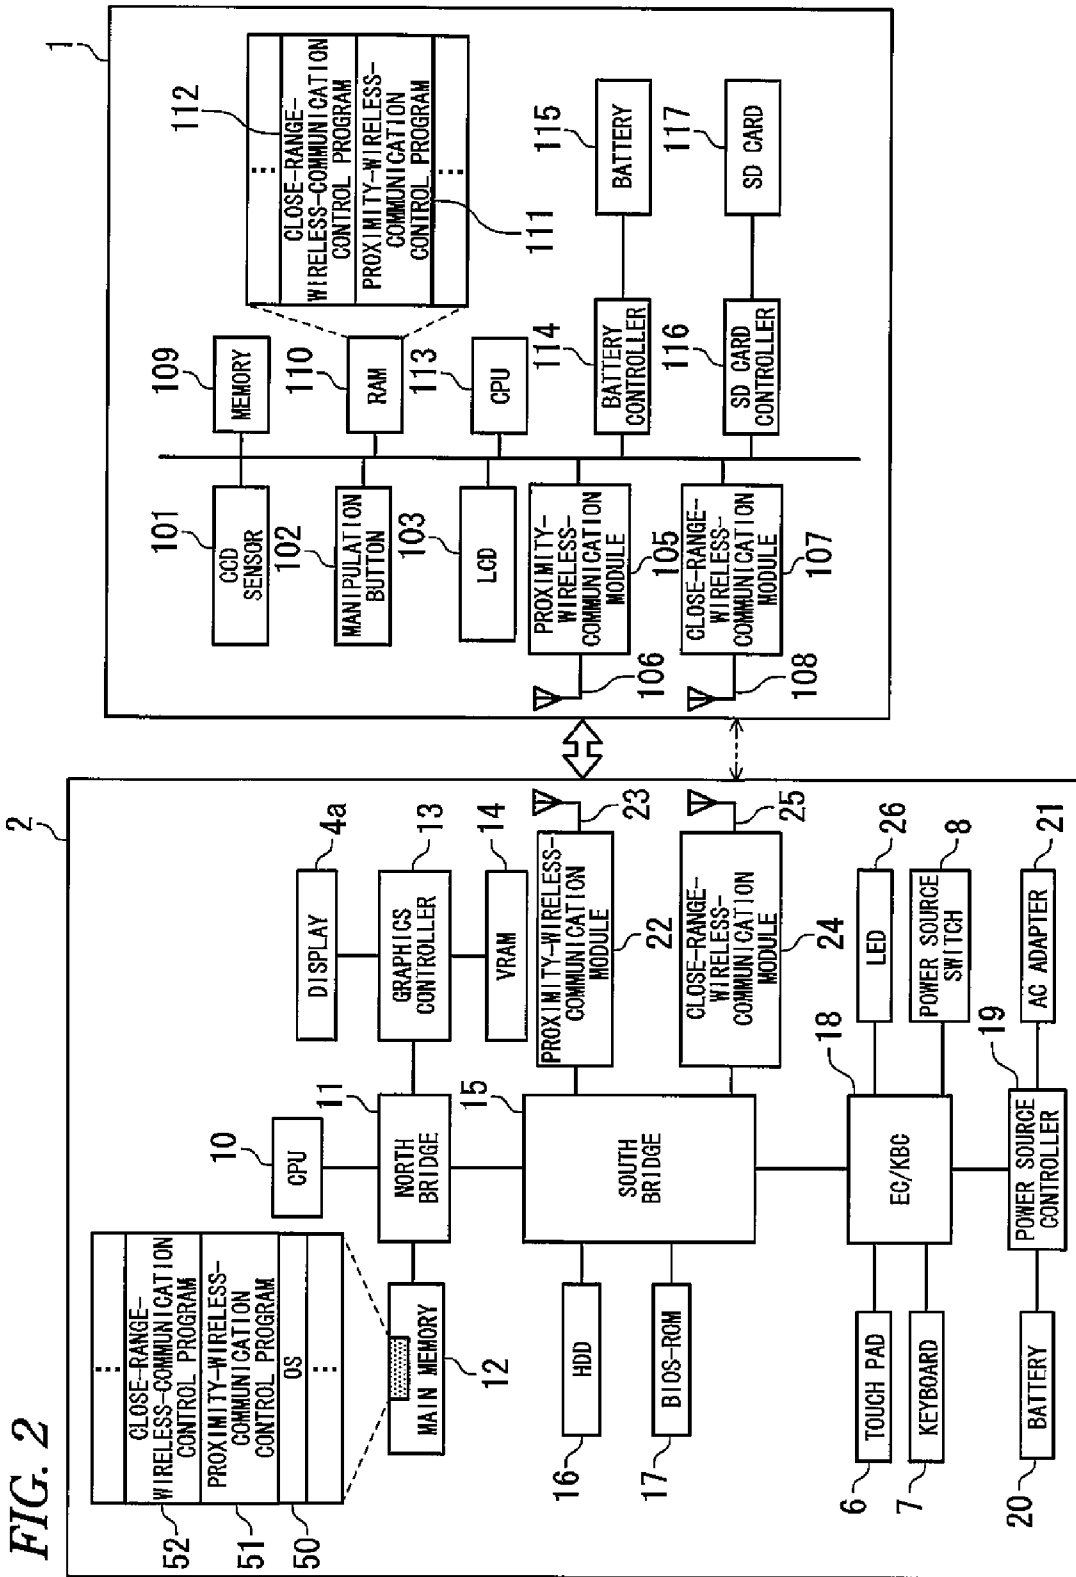 FIG. 2
2
CLOSE-RANGE-
WIRELESS-COMMUNICATION
CONTROL PROGRAM
PROXIMITY-WIRELESS-
COMMUNICATION
CONTROL PROGRAM
OS
52
51
50
10
CPU
DISPLAY
4a
11
NORTH
BRIDGE
GRAPHICS
CONTROLLER
13
MAIN MEMORY
12
VRAM
14
15
SOUTH
BRIDGE
HDD
16
BIOS-ROM
17
PROXIMITY-WIRELESS-
COMMUNICATION
MODULE
22
23
CLOSE-RANGE-
WIRELESS-
COMMUNICATION
MODULE
24
25
18
EC/KBC
TOUCH PAD
6
KEYBOARD
7
LED
26
POWER SOURCE
SWITCH
8
19
POWER SOURCE
CONTROLLER
BATTERY
20
AC ADAPTER
21
1
101
CCD
SENSOR
109
MEMORY
102
MANIPULATION
BUTTON
110
RAM
112
CLOSE-RANGE-
WIRELESS-COMMUNICATION
CONTROL PROGRAM
PROXIMITY-WIRELESS-
COMMUNICATION
CONTROL PROGRAM
111
103
LCD
113
CPU
PROXIMITY-
WIRELESS-
COMMUNICATION
MODULE
105
106
114
BATTERY
CONTROLLER
115
BATTERY
CLOSE-RANGE-
WIRELESS-
COMMUNICATION
MODULE
107
108
116
SD CARD
CONTROLLER
117
SD CARD